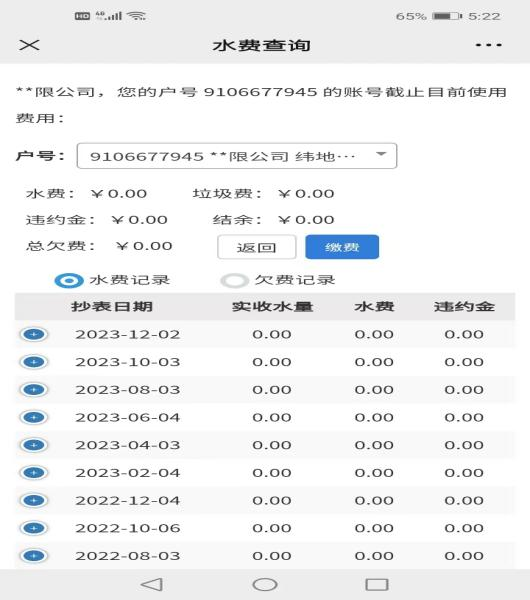 HD 4G 65% 5:22
水费查询
**限公司，您的户号 9106677945 的账号截止目前使用
费用：
户号： 9106677945 **限公司 纬地···
水费：￥0.00 垃圾费：￥0.00
违约金：￥0.00 结余：￥0.00
总欠费：￥0.00 返回 缴费
水费记录 欠费记录
抄表日期 实收水量 水费 违约金
2023-12-02 0.00 0.00 0.00
2023-10-03 0.00 0.00 0.00
2023-08-03 0.00 0.00 0.00
2023-06-04 0.00 0.00 0.00
2023-04-03 0.00 0.00 0.00
2023-02-04 0.00 0.00 0.00
2022-12-04 0.00 0.00 0.00
2022-10-06 0.00 0.00 0.00
2022-08-03 0.00 0.00 0.00